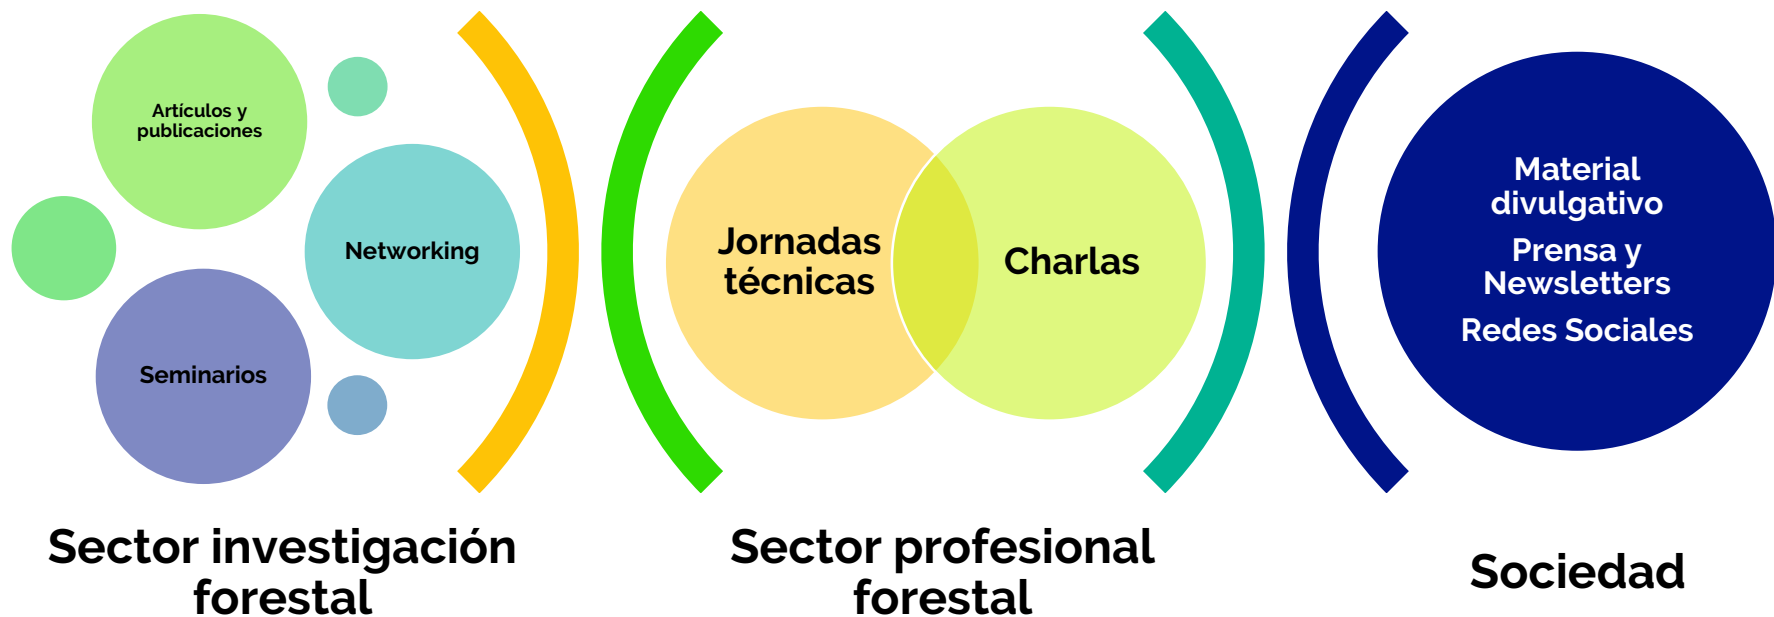 Artículos y
publicaciones
Networking
Seminarios
Sector investigación
forestal
Jornadas
técnicas
Charlas
Sector profesional
forestal
Material
divulgativo
Prensa y
Newsletters
Redes Sociales
Sociedad